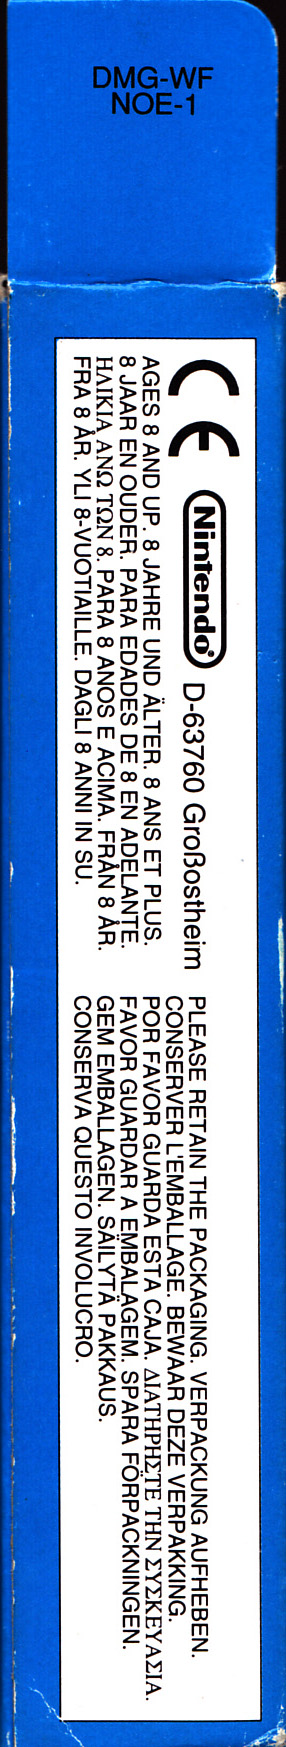 DMG-WF
NOE-1
CE
Nintendo® D-63760 Großostheim
AGES 8 AND UP. 8 JAHRE UND ÄLTER. 8 ANS ET PLUS.
8 JAAR EN OUDER. PARA EDADES DE 8 EN ADELANTE.
ΗΛΙΚΙΑ ΑΝΩ ΤΩΝ 8. PARA 8 ANOS E ACIMA. FRÅN 8 ÅR.
FRA 8 ÅR. YLI 8-VUOTIAILLE. DAGLI 8 ANNI IN SU.
PLEASE RETAIN THE PACKAGING. VERPACKUNG AUFHEBEN.
CONSERVER L'EMBALLAGE. BEWAAR DEZE VERPAKKING.
POR FAVOR GUARDA ESTA CAJA. ΔΙΑΤΗΡΗΣΤΕ ΤΗΝ ΣΥΣΚΕΥΑΣΙΑ.
FAVOR GUARDAR A EMBALAGEM. SPARA FÖRPACKNINGEN.
GEM EMBALLAGEN. SÄILYTÄ PAKKAUS.
CONSERVA QUESTO INVOLUCRO.